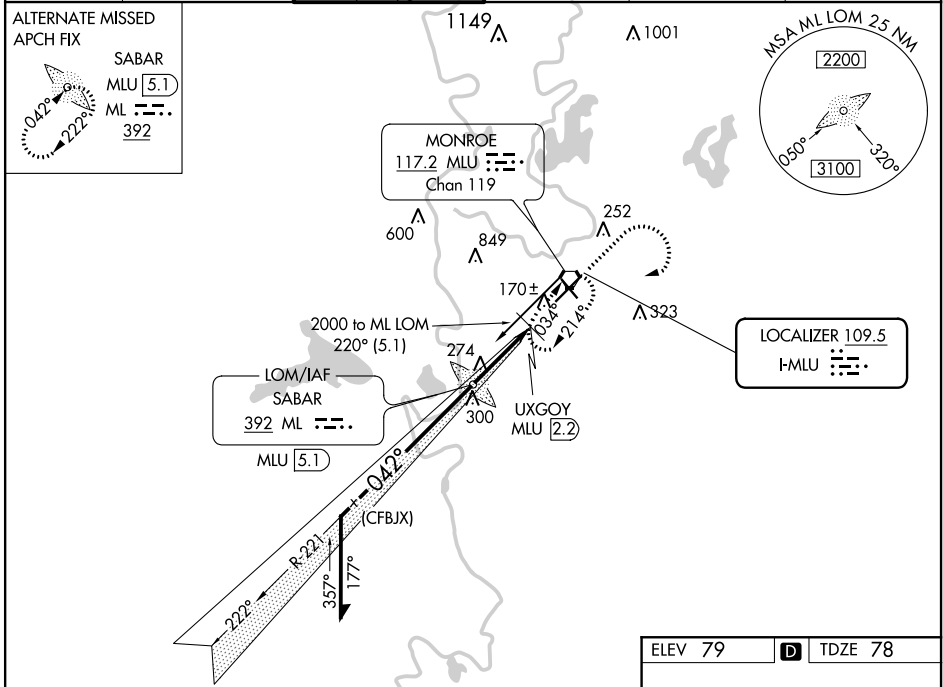 ALTERNATE MISSED
APCH FIX
SABAR
MLU 5.1
ML
392
042°
222°
1149
1001
MSA ML LOM 25 NM
2200
050°
320°
3100
MONROE
117.2 MLU
Chan 119
600
849
252
170±
034°
214°
323
2000 to ML LOM
220° (5.1)
274
LOCALIZER 109.5
I-MLU
LOM/IAF
SABAR
392 ML
MLU 5.1
300
UXGOY
MLU 2.2
042°
(CFBJX)
R-221
222°
357°
177°
ELEV 79 D TDZE 78